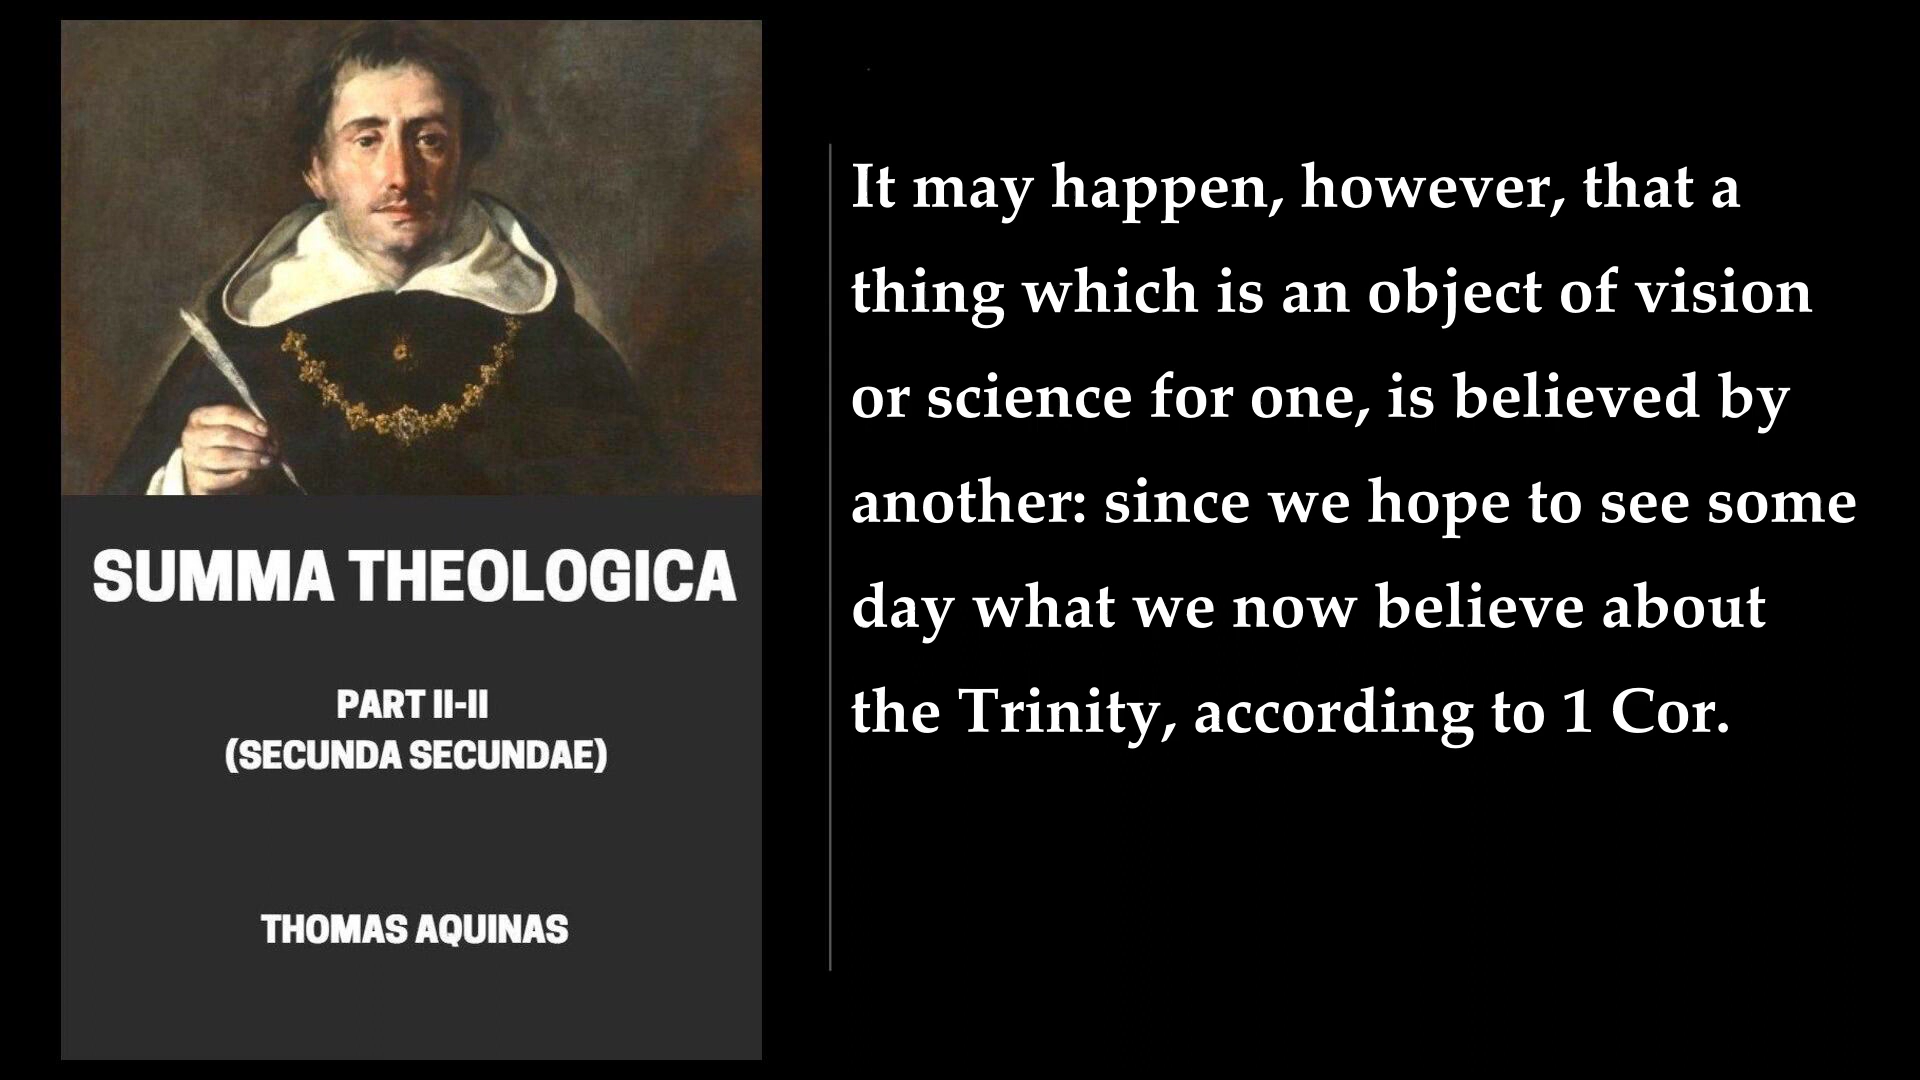 SUMMA THEOLOGICA
PART II-II
(SECUNDA SECUNDAE)
THOMAS AQUINAS
It may happen, however, that a
thing which is an object of vision
or science for one, is believed by
another: since we hope to see some
day what we now believe about
the Trinity, according to 1 Cor.